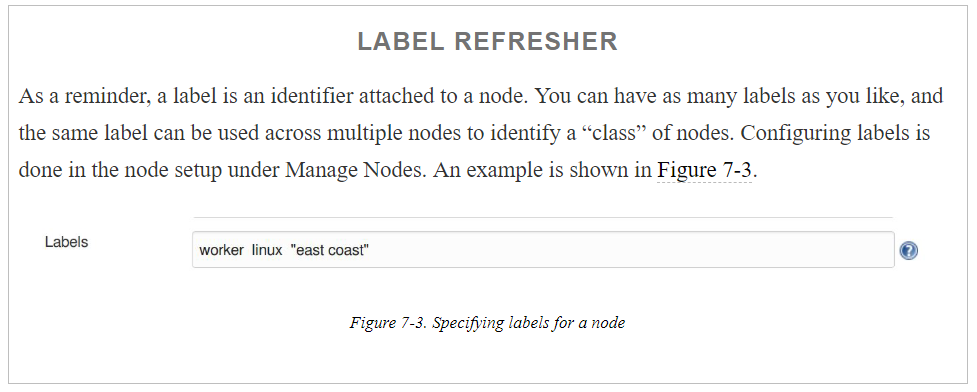 LABEL REFRESHER
As a reminder, a label is an identifier attached to a node. You can have as many labels as you like, and
the same label can be used across multiple nodes to identify a “class” of nodes. Configuring labels is
done in the node setup under Manage Nodes. An example is shown in Figure 7-3.
Labels
worker linux "east coast"
?
Figure 7-3. Specifying labels for a node